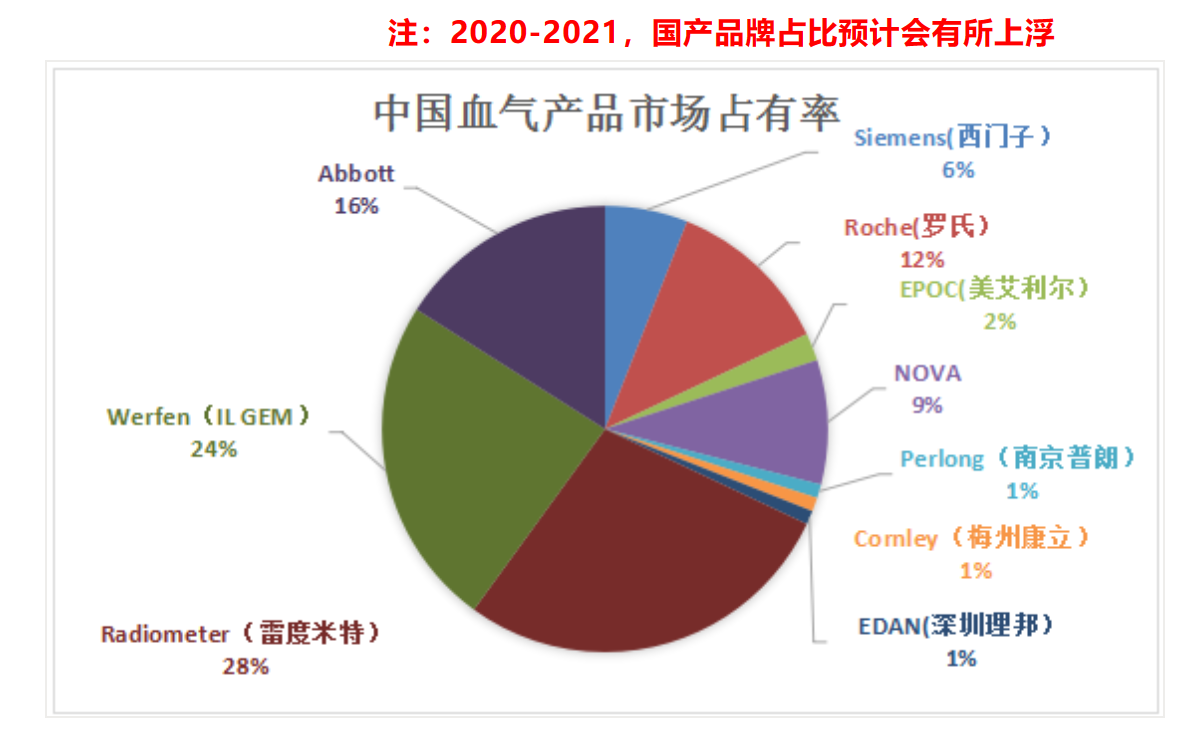 注：2020-2021，国产品牌占比预计会有所上浮
中国血气产品市场占有率
Siemens(西门子）
6%
Abbott
16%
Roche(罗氏）
12%
EPOC(美艾利尔）
2%
NOVA
9%
Werfen（IL GEM）
24%
Perlong（南京普朗）
1%
Comley（梅州康立）
1%
EDAN(深圳理邦）
1%
Radiometer（雷度米特）
28%